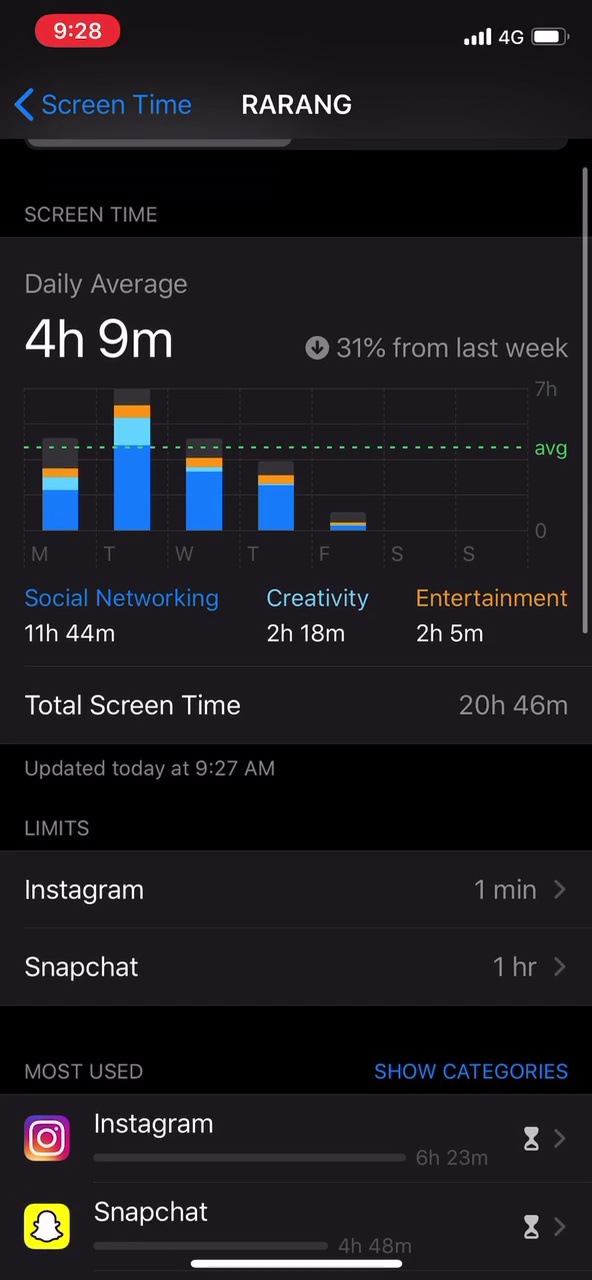 9:28
4G
Screen Time
RARANG
SCREEN TIME
Daily Average
4h 9m
31% from last week
7h
avg
0
M T W T F S S
Social Networking Creativity Entertainment
11h 44m 2h 18m 2h 5m
Total Screen Time 20h 46m
Updated today at 9:27 AM
LIMITS
Instagram 1 min
Snapchat 1 hr
MOST USED SHOW CATEGORIES
Instagram
6h 23m
Snapchat
4h 48m